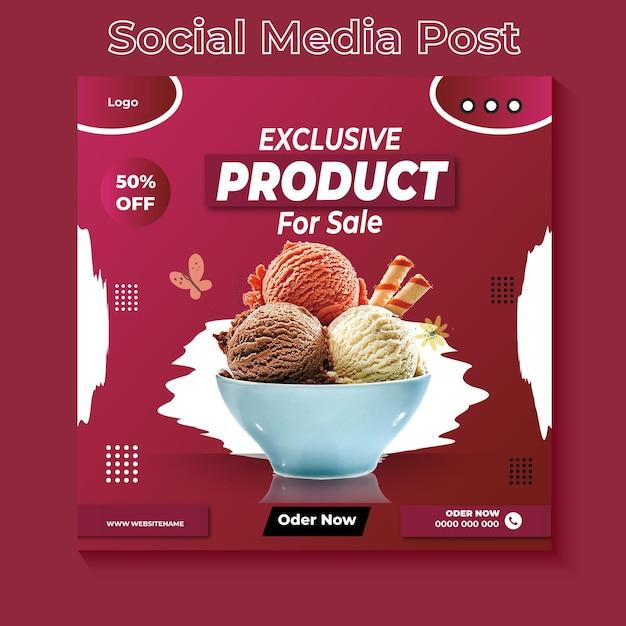 Social Media Post
Logo
EXCLUSIVE
PRODUCT
For Sale
50%
OFF
WWW.WEBSITENAME
Oder Now
ODER NOW
0000 000 000